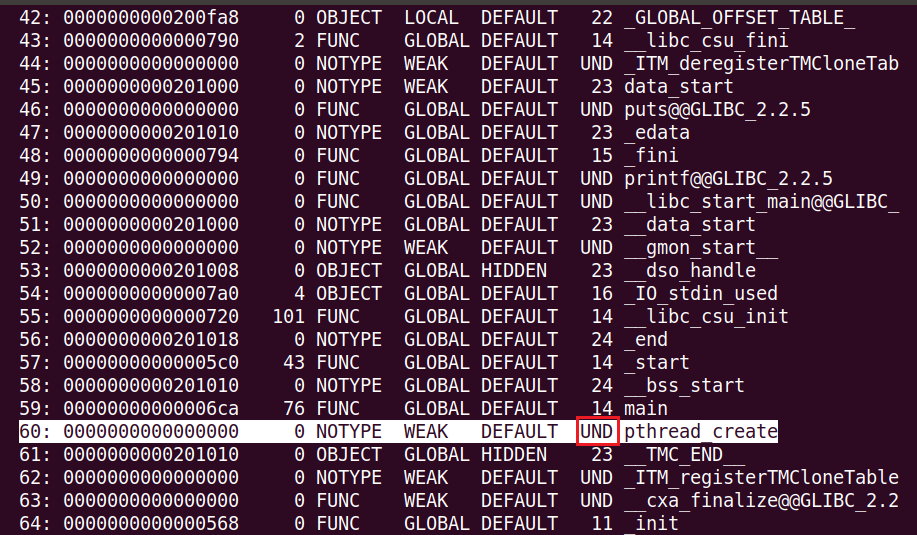 42: 0000000000200fa8 0 OBJECT LOCAL DEFAULT 22 _GLOBAL_OFFSET_TABLE_
43: 0000000000000790 2 FUNC GLOBAL DEFAULT 14 __libc_csu_fini
44: 0000000000000000 0 NOTYPE WEAK DEFAULT UND _ITM_deregisterTMCloneTab
45: 0000000000201000 0 NOTYPE WEAK DEFAULT 23 data_start
46: 0000000000000000 0 FUNC GLOBAL DEFAULT UND puts@@GLIBC_2.2.5
47: 0000000000201010 0 NOTYPE GLOBAL DEFAULT 23 _edata
48: 0000000000000794 0 FUNC GLOBAL DEFAULT 15 _fini
49: 0000000000000000 0 FUNC GLOBAL DEFAULT UND printf@@GLIBC_2.2.5
50: 0000000000000000 0 FUNC GLOBAL DEFAULT UND __libc_start_main@@GLIBC_
51: 0000000000201000 0 NOTYPE GLOBAL DEFAULT 23 __data_start
52: 0000000000000000 0 NOTYPE WEAK DEFAULT UND __gmon_start__
53: 0000000000201008 0 OBJECT GLOBAL HIDDEN 23 __dso_handle
54: 00000000000007a0 4 OBJECT GLOBAL DEFAULT 16 _IO_stdin_used
55: 0000000000000720 101 FUNC GLOBAL DEFAULT 14 __libc_csu_init
56: 0000000000201018 0 NOTYPE GLOBAL DEFAULT 24 _end
57: 00000000000005c0 43 FUNC GLOBAL DEFAULT 14 _start
58: 0000000000201010 0 NOTYPE GLOBAL DEFAULT 24 __bss_start
59: 00000000000006ca 76 FUNC GLOBAL DEFAULT 14 main
60: 0000000000000000 0 NOTYPE WEAK DEFAULT UND pthread_create
61: 0000000000201010 0 OBJECT GLOBAL HIDDEN 23 __TMC_END__
62: 0000000000000000 0 NOTYPE WEAK DEFAULT UND _ITM_registerTMCloneTable
63: 0000000000000000 0 FUNC WEAK DEFAULT UND __cxa_finalize@@GLIBC_2.2
64: 0000000000000568 0 FUNC GLOBAL DEFAULT 11 _init